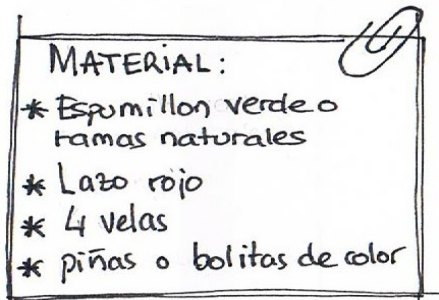 MATERIAL:
* Espumillon verde o
ramas naturales
* Lazo rojo
* 4 velas
* piñas o bolitas de color